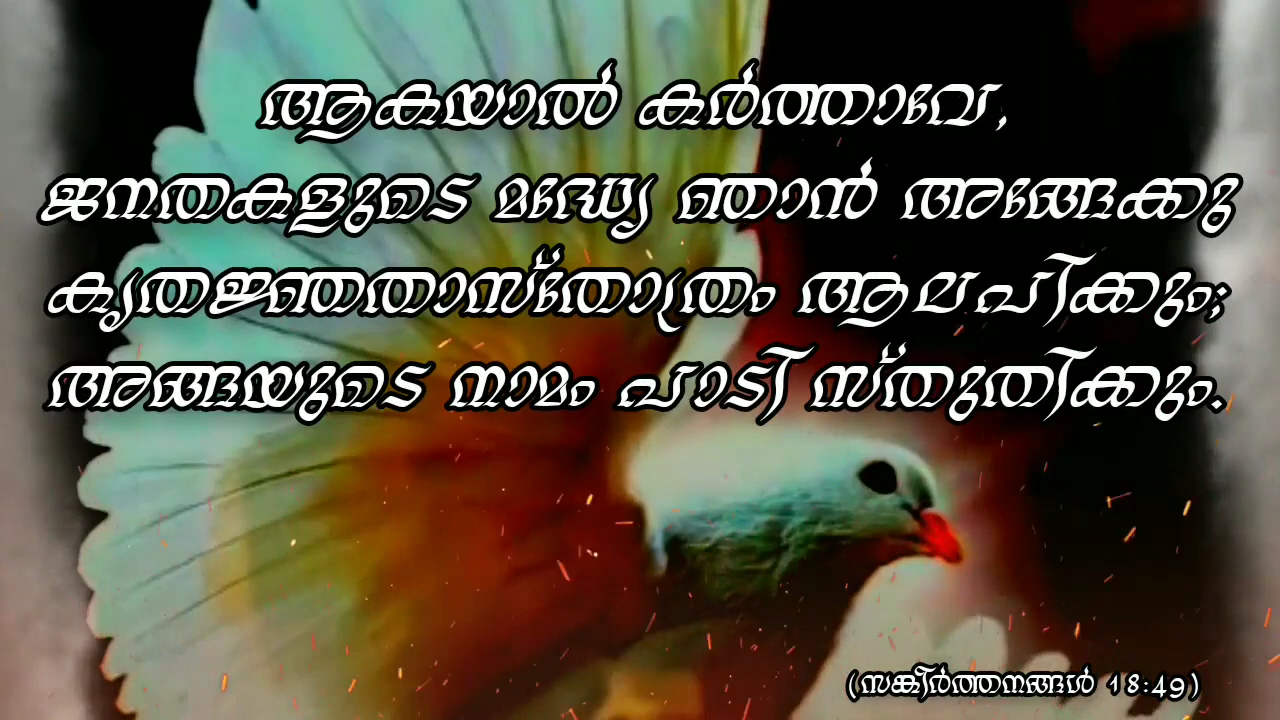 ആകയാൽ കർത്താവേ,
ജനതകളുടെ മദ്ധ്യേ ഞാൻ അങ്ങേക്കു
കൃതജ്ഞതാസ്തോത്രം ആലപിക്കും;
അങ്ങയുടെ നാമം പാടി സ്തുതിക്കും.
(സങ്കീർത്തനങ്ങൾ 18:49)